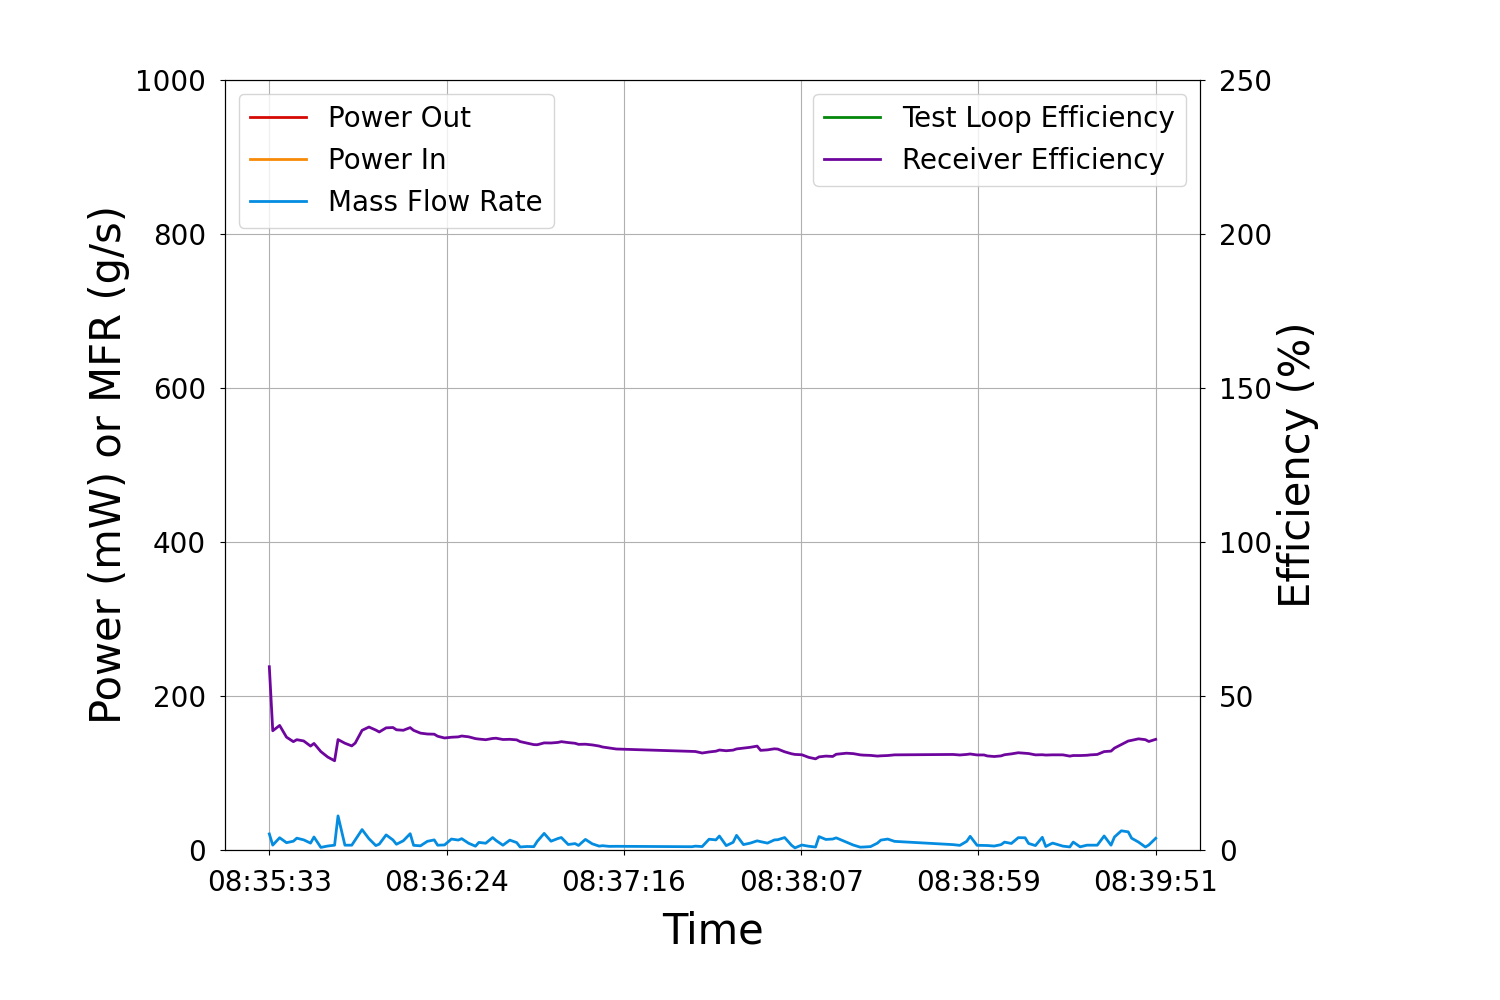 1000
800
600
400
200
0
Power (mW) or MFR (g/s)
Power Out
Power In
Mass Flow Rate
Test Loop Efficiency
Receiver Efficiency
250
200
150
100
50
0
Efficiency (%)
08:35:33 08:36:24 08:37:16 08:38:07 08:38:59 08:39:51
Time